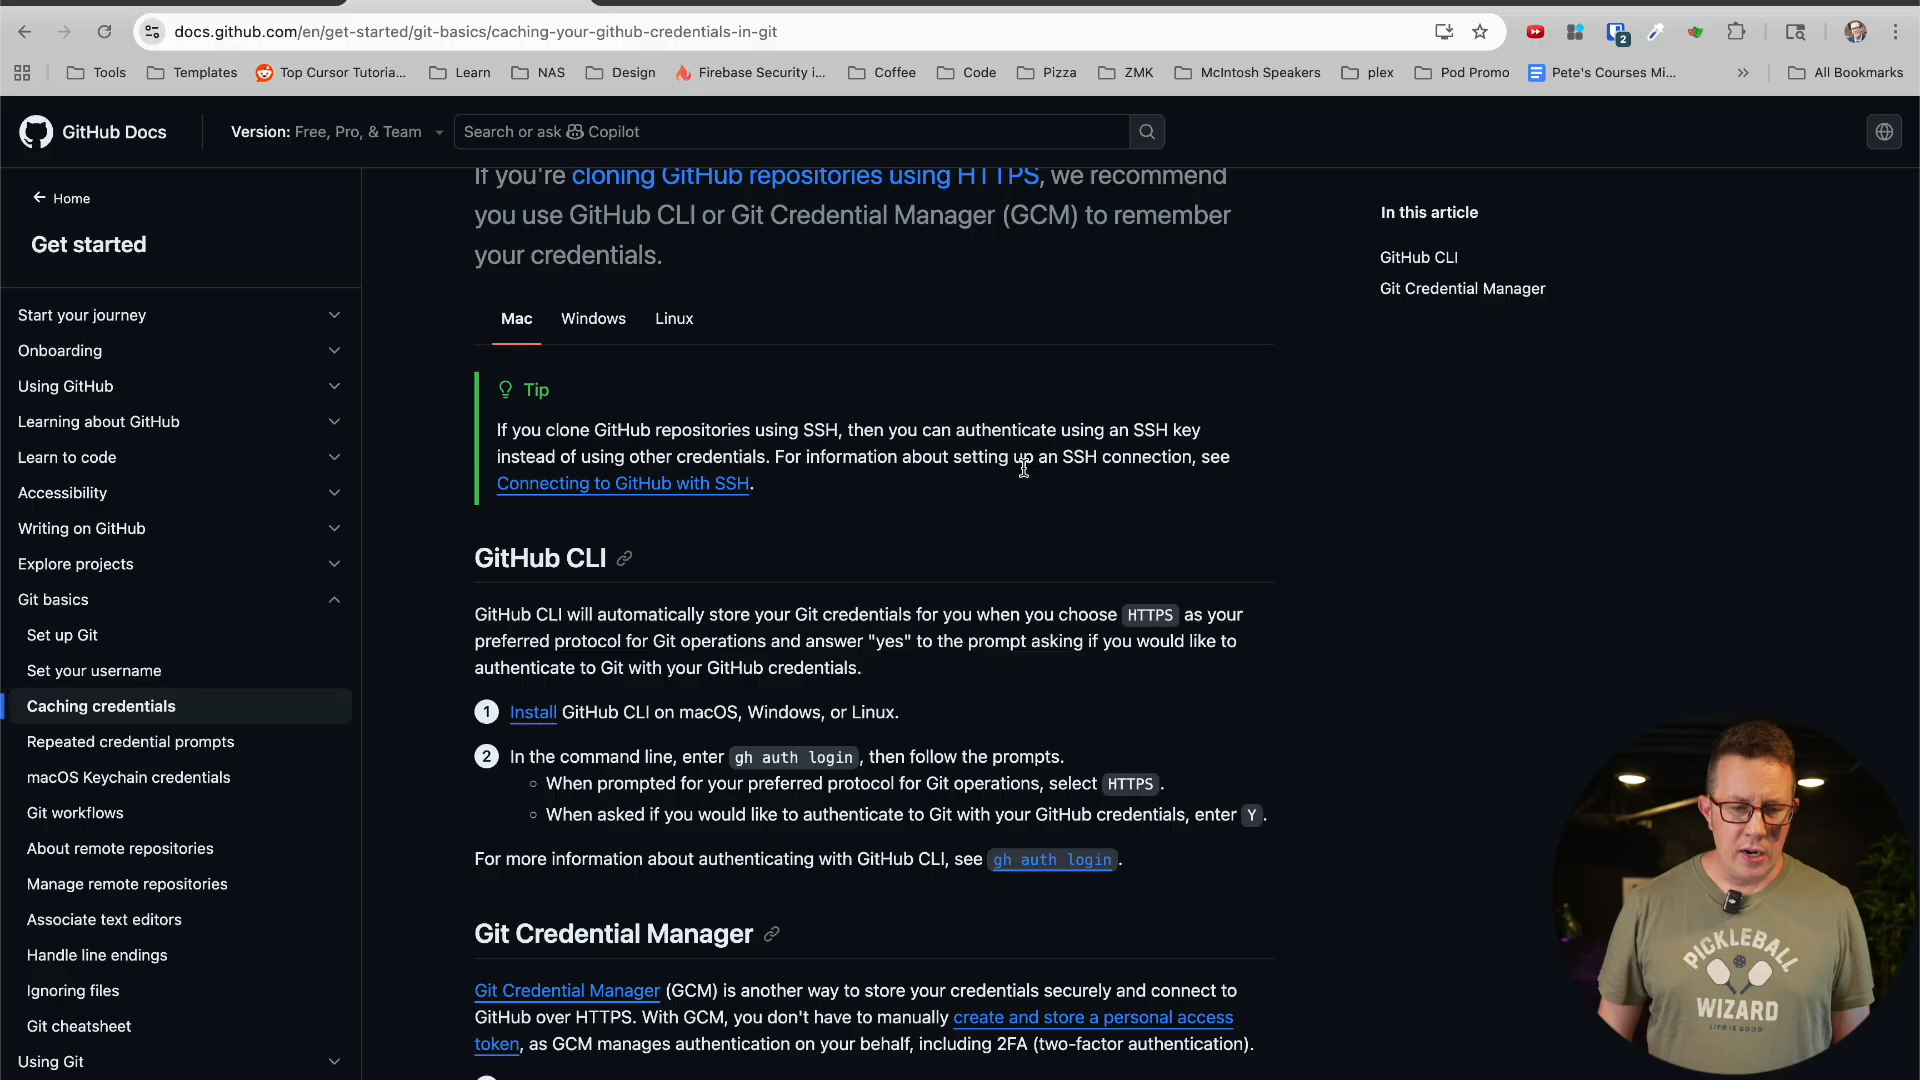 docs.github.com/en/get-started/git-basics/caching-your-github-credentials-in-git
2
Tools
Templates
Top Cursor Tutoria...
Learn
NAS
Design
Firebase Security i...
Coffee
Code
Pizza
ZMK
McIntosh Speakers
plex
Pod Promo
Pete's Courses Mi...
All Bookmarks
GitHub Docs
Version: Free, Pro, & Team
Search or ask Copilot
Home
Get started
Start your journey
Onboarding
Using GitHub
Learning about GitHub
Learn to code
Accessibility
Writing on GitHub
Explore projects
Git basics
Set up Git
Set your username
Caching credentials
Repeated credential prompts
macOS Keychain credentials
Git workflows
About remote repositories
Manage remote repositories
Associate text editors
Handle line endings
Ignoring files
Git cheatsheet
Using Git
If you're cloning GitHub repositories using HTTPS, we recommend
you use GitHub CLI or Git Credential Manager (GCM) to remember
your credentials.
Mac
Windows
Linux
Tip
If you clone GitHub repositories using SSH, then you can authenticate using an SSH key
instead of using other credentials. For information about setting up an SSH connection, see
Connecting to GitHub with SSH.
GitHub CLI
GitHub CLI will automatically store your Git credentials for you when you choose HTTPS as your
preferred protocol for Git operations and answer "yes" to the prompt asking if you would like to
authenticate to Git with your GitHub credentials.
1 Install GitHub CLI on macOS, Windows, or Linux.
2 In the command line, enter gh auth login, then follow the prompts.
When prompted for your preferred protocol for Git operations, select HTTPS.
When asked if you would like to authenticate to Git with your GitHub credentials, enter Y.
For more information about authenticating with GitHub CLI, see gh auth login.
Git Credential Manager
Git Credential Manager (GCM) is another way to store your credentials securely and connect to
GitHub over HTTPS. With GCM, you don't have to manually create and store a personal access
token, as GCM manages authentication on your behalf, including 2FA (two-factor authentication).
In this article
GitHub CLI
Git Credential Manager
PICKLEBALL
WIZARD
LIFE IS GOOD